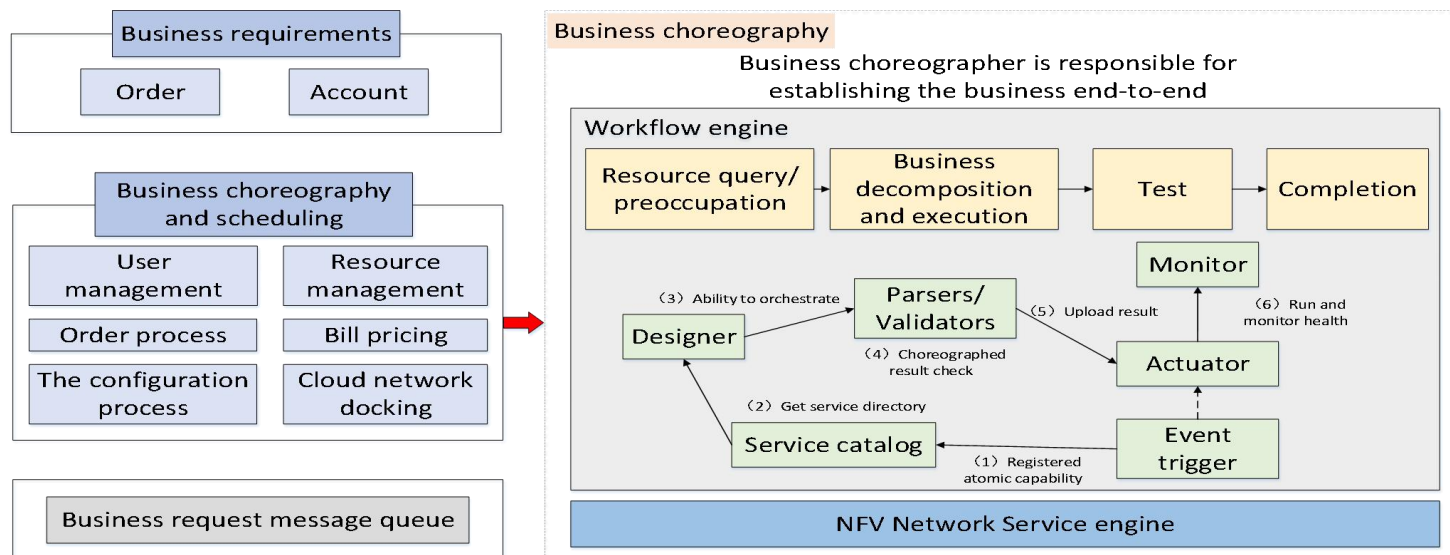 Business requirements
Order
Account
Business choreography
and scheduling
User
management
Resource
management
Order process
Bill pricing
The configuration
process
Cloud network
docking
Business request message queue
Business choreography
Business choreographer is responsible for
establishing the business end-to-end
Workflow engine
Resource query/
preoccupation
Business
decomposition
and execution
Test
Completion
Monitor
(3) Ability to orchestrate
Parsers/
Validators
(5) Upload result
(6) Run and
monitor health
Designer
(4) Choreographed
result check
Actuator
(2) Get service directory
Service catalog
(1) Registered
atomic capability
Event
trigger
NFV Network Service engine